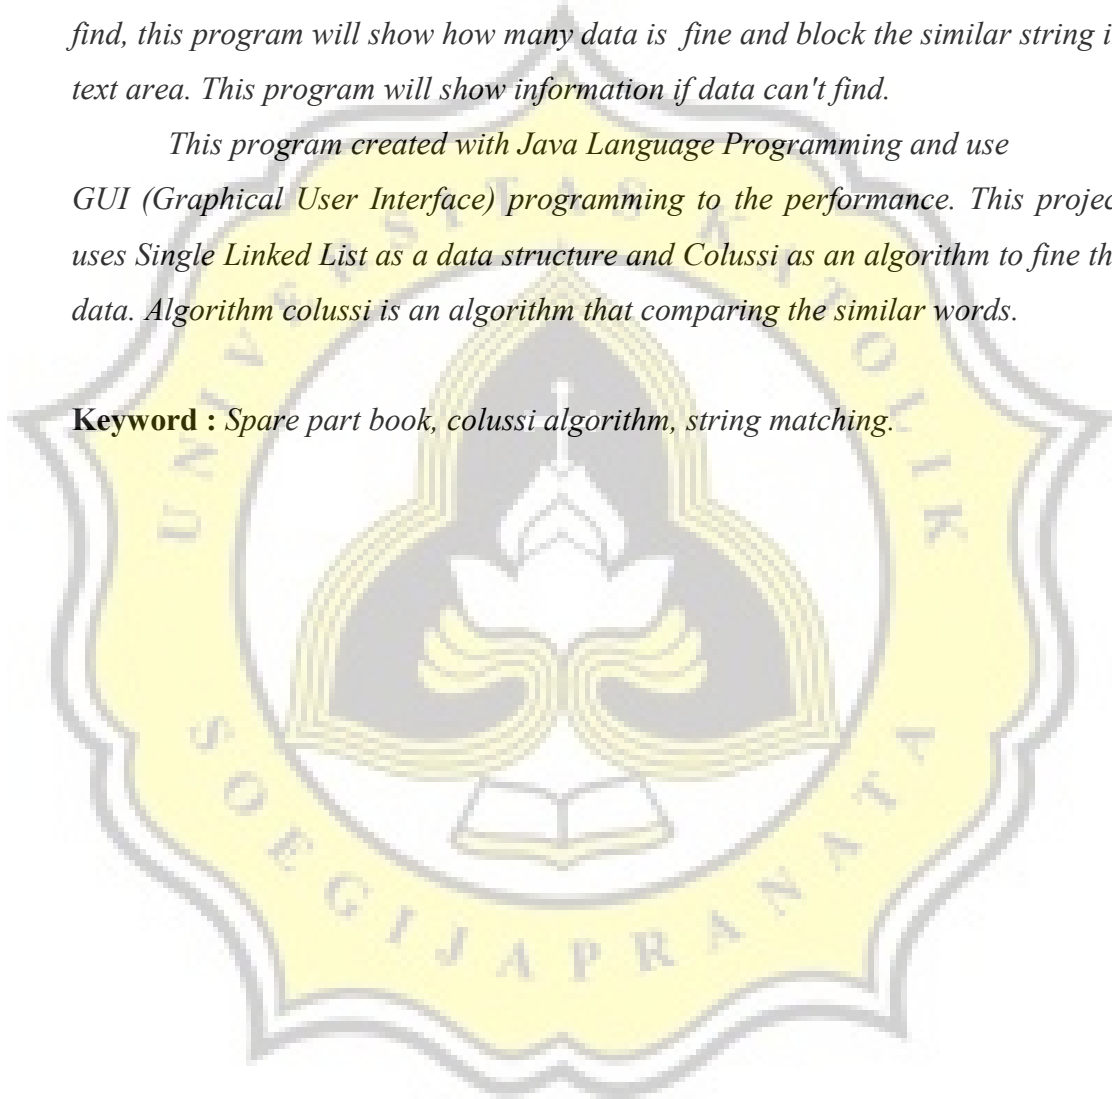 find, this program will show how many data is fine and block the similar string i
text area. This program will show information if data can't find.
This program created with Java Language Programming and use
GUI (Graphical User Interface) programming to the performance. This projec
uses Single Linked List as a data structure and Colussi as an algorithm to fine th
data. Algorithm colussi is an algorithm that comparing the similar words.
Keyword : Spare part book, colussi algorithm, string matching.
UNIVERSITAS KATOLIK
SOEGIJAPRANATA